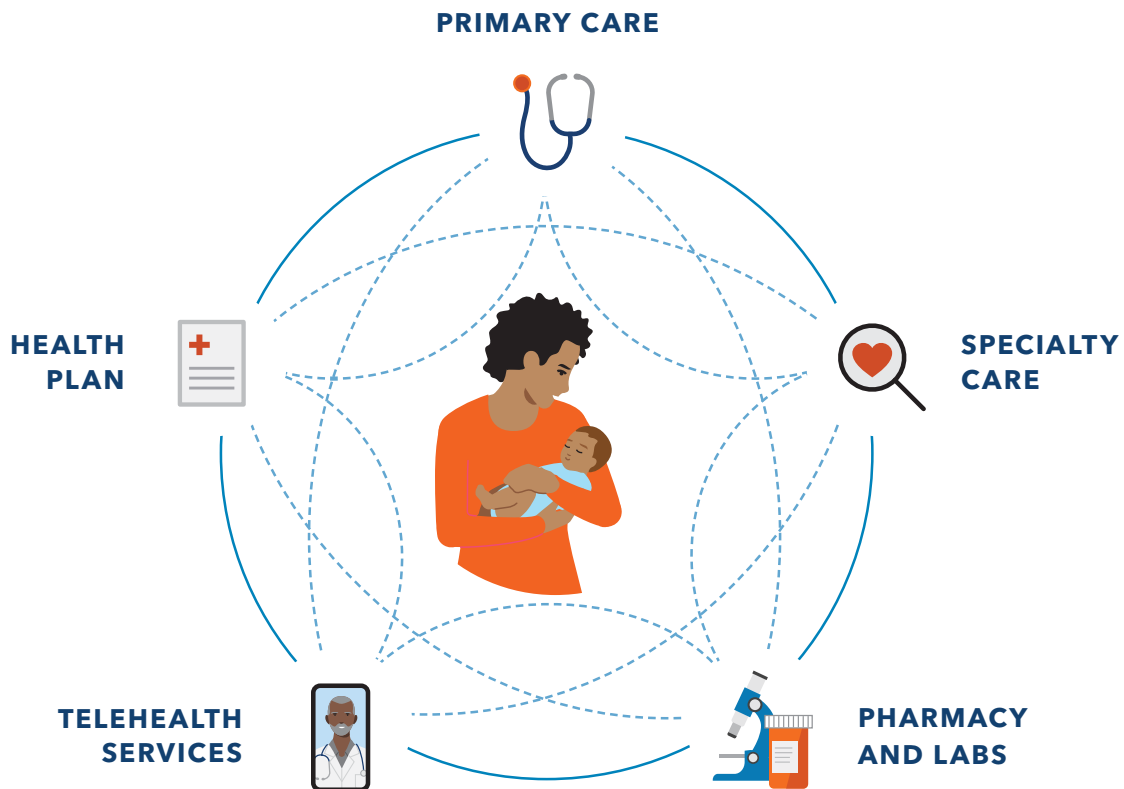 PRIMARY CARE
HEALTH
PLAN
SPECIALTY
CARE
TELEHEALTH
SERVICES
PHARMACY
AND LABS